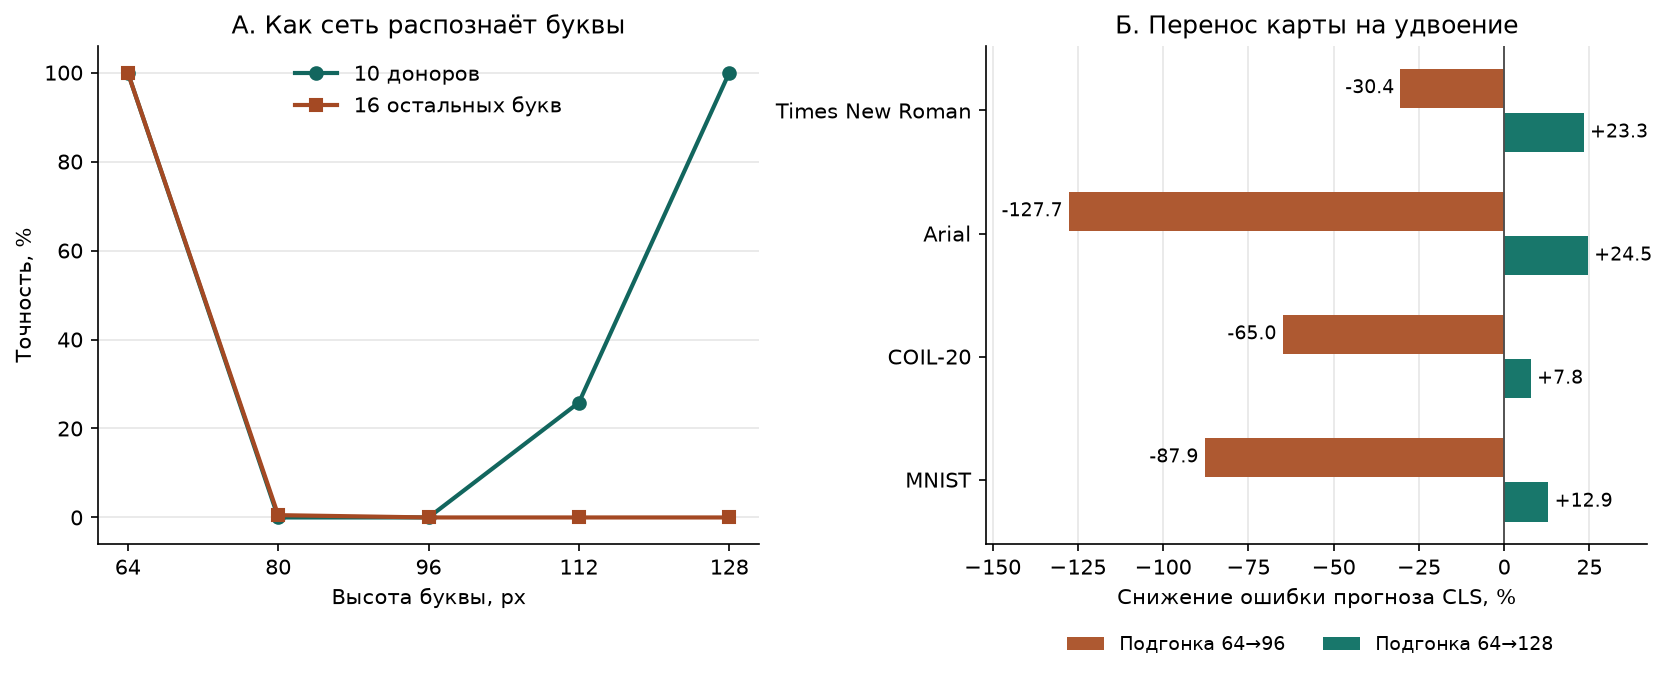 А. Как сеть распознаёт буквы
10 доноров
16 остальных букв
Точность, %
100
80
60
40
20
0
64 80 96 112 128
Высота буквы, px
Б. Перенос карты на удвоение
Times New Roman
-30.4
+23.3
Arial
-127.7
+24.5
COIL-20
-65.0
+7.8
MNIST
-87.9
+12.9
−150 −125 −100 −75 −50 −25 0 25
Снижение ошибки прогноза CLS, %
Подгонка 64→96 Подгонка 64→128